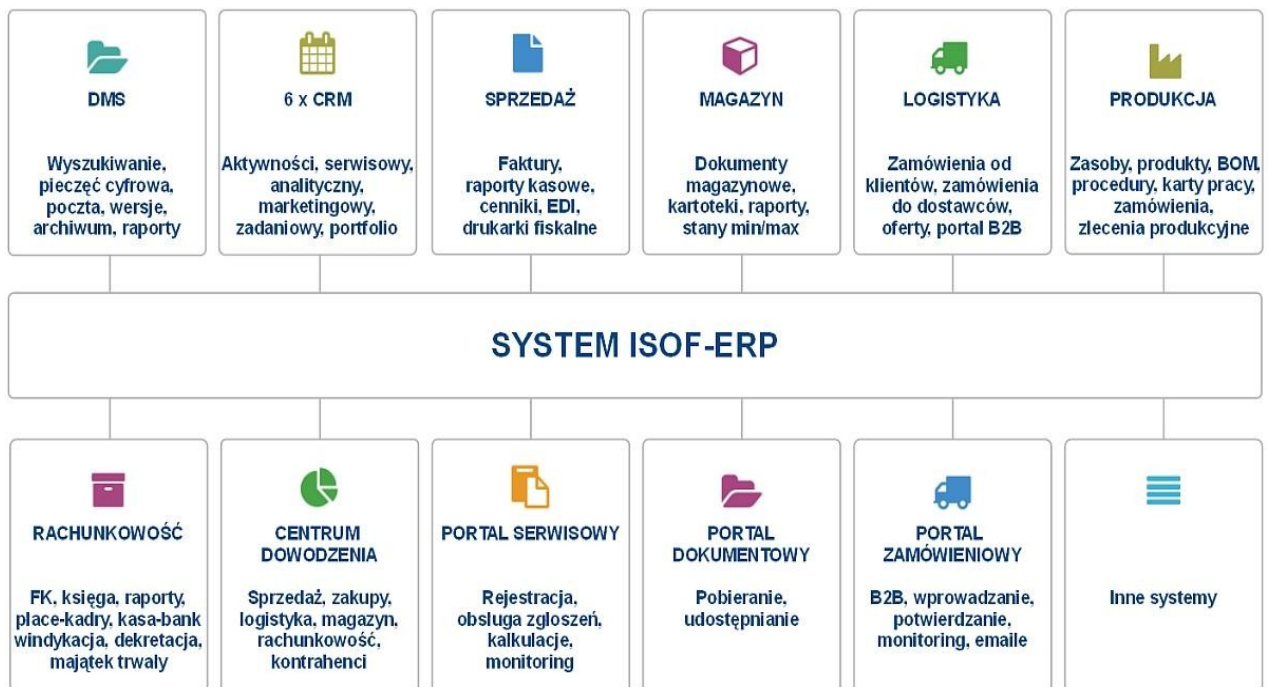 DMS
Wyszukiwanie,
pieczęć cyfrowa,
poczta, wersje,
archiwum, raporty
6 x CRM
Aktywności, serwisowy,
analityczny,
marketingowy,
zadaniowy, portfolio
SPRZEDAŻ
Faktury,
raporty kasowe,
cenniki, EDI,
drukarki fiskalne
MAGAZYN
Dokumenty
magazynowe,
kartoteki, raporty,
stany min/max
LOGISTYKA
Zamówienia od
klientów, zamówienia
do dostawców,
oferty, portal B2B
PRODUKCJA
Zasoby, produkty, BOM,
procedury, karty pracy,
zamówienia,
zlecenia produkcyjne
SYSTEM ISOF-ERP
RACHUNKOWOŚĆ
FK, księga, raporty,
place-kadry, kasa-bank
windykacja, dekretacja,
majątek trwaly
CENTRUM
DOWODZENIA
Sprzedaż, zakupy,
logistyka, magazyn,
rachunkowość,
kontrahenci
PORTAL SERWISOWY
Rejestracja,
obsluga zgloszeń,
kalkulacje,
monitoring
PORTAL
DOKUMENTOWY
Pobieranie,
udostępnianie
PORTAL
ZAMÓWIENIOWY
B2B, wprowadzanie,
potwierdzanie,
monitoring, emaile
Inne systemy